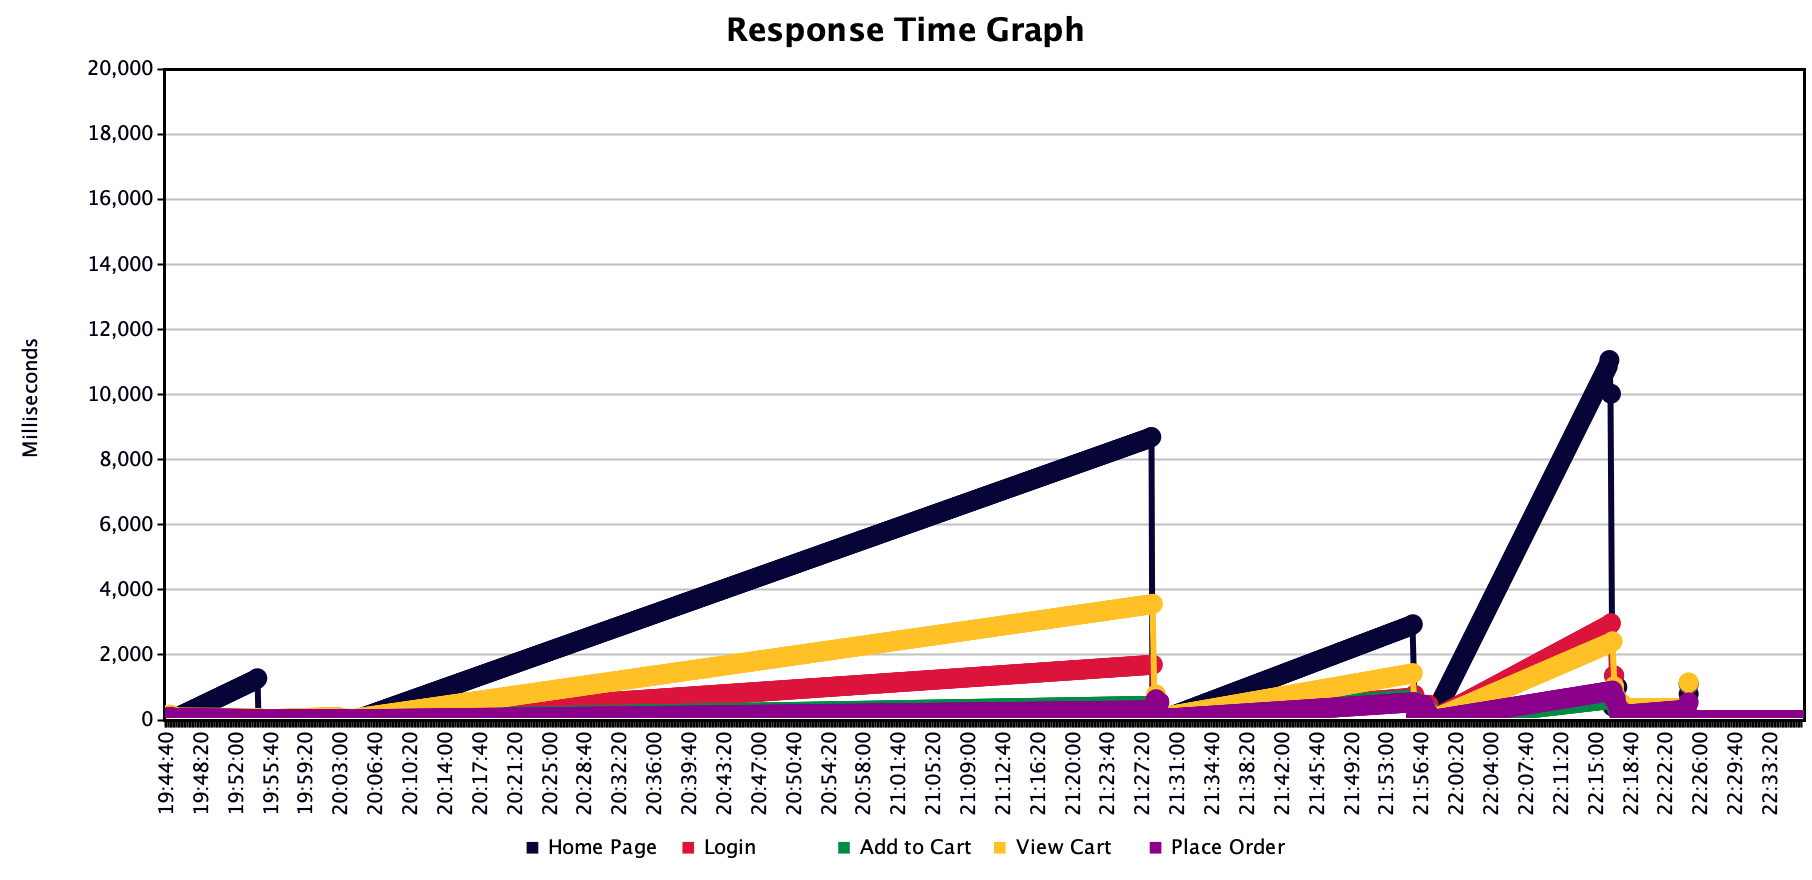 Response Time Graph
Milliseconds
20,000
18,000
16,000
14,000
12,000
10,000
8,000
6,000
4,000
2,000
0
19:44:40 19:48:20 19:52:00 19:55:40 19:59:20 20:03:00 20:06:40 20:10:20 20:14:00 20:17:40 20:21:20 20:25:00 20:28:40 20:32:20 20:36:00 20:39:40 20:43:20 20:47:00 20:50:40 20:54:20 20:58:00 21:01:40 21:05:20 21:09:00 21:12:40 21:16:20 21:20:00 21:23:40 21:27:20 21:31:00 21:34:40 21:38:20 21:42:00 21:45:40 21:49:20 21:53:00 21:56:40 22:00:20 22:04:00 22:07:40 22:11:20 22:15:00 22:18:40 22:22:20 22:26:00 22:29:40 22:33:20
Home Page Login Add to Cart View Cart Place Order